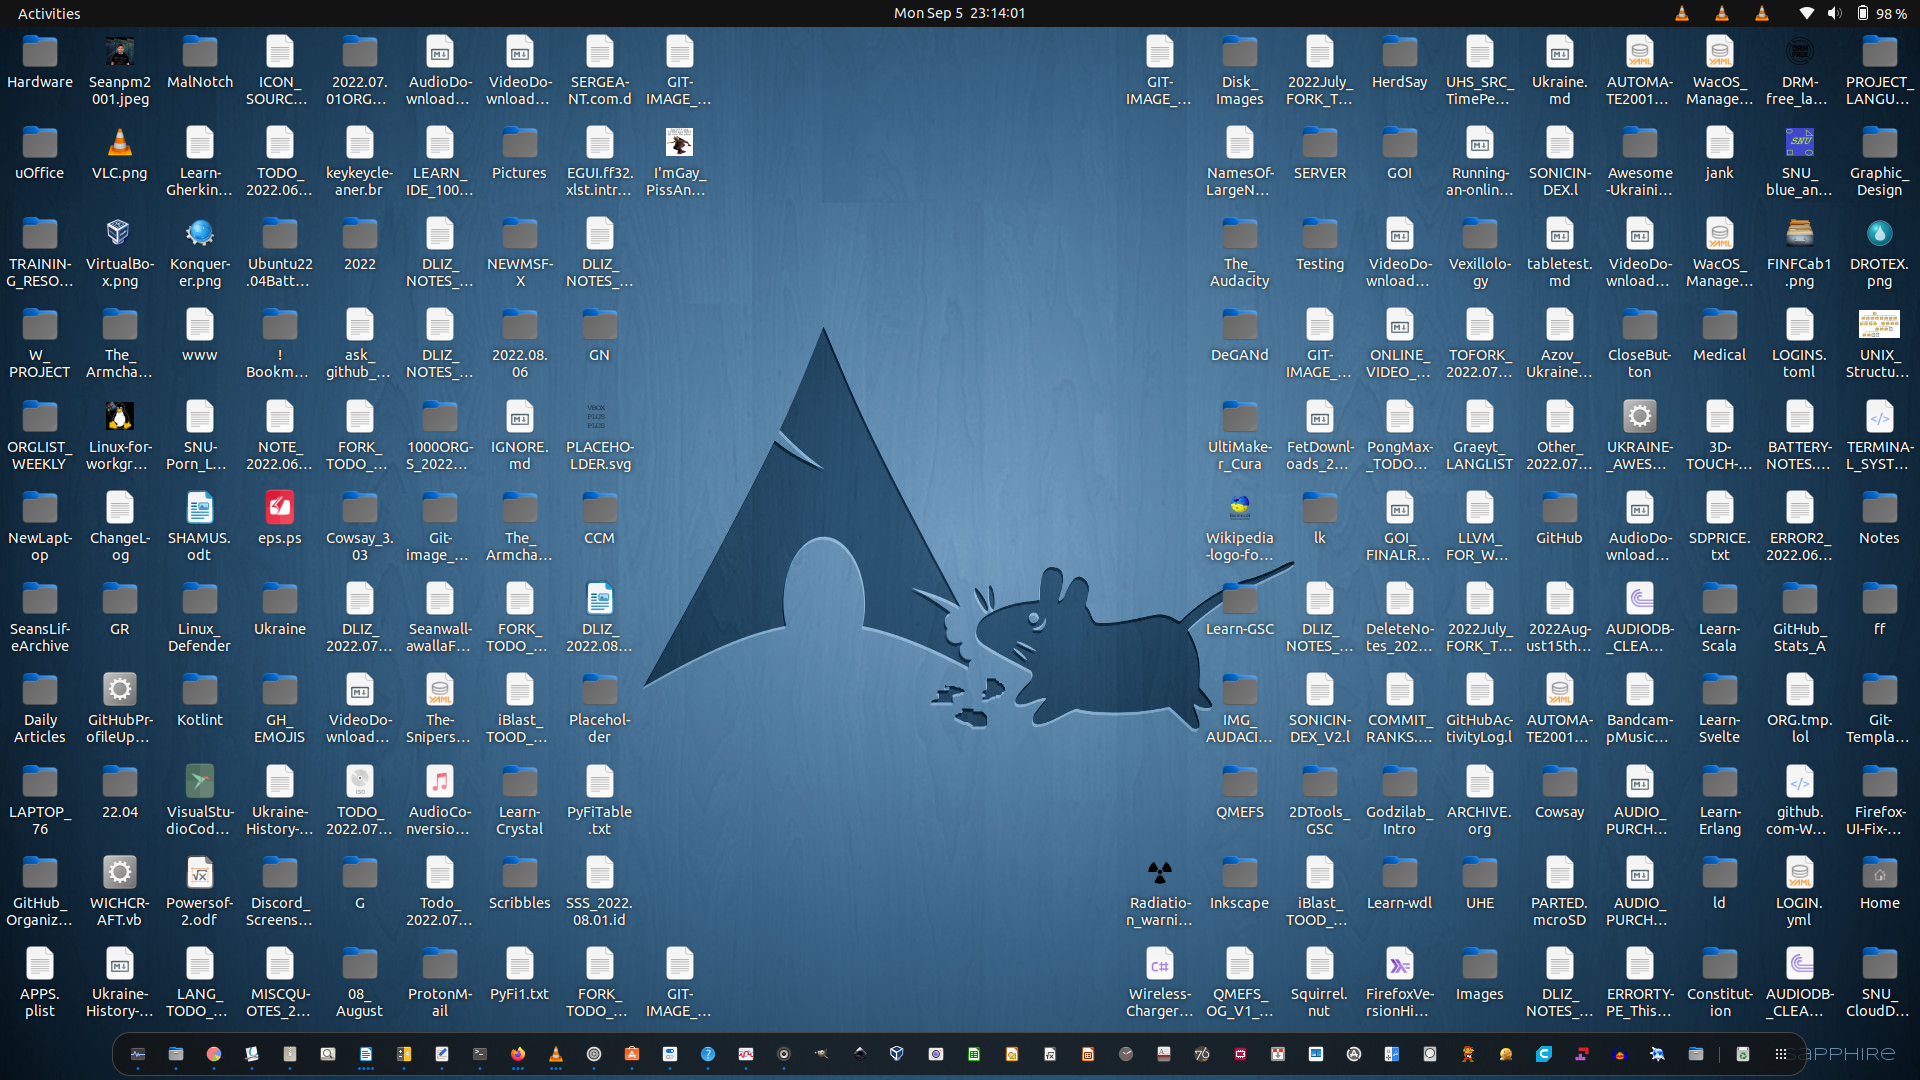 Activities
Mon Sep 5 23:14:01
98 %
Hardware
Seanpm2
001.jpeg
MalNotch
ICON_
SOURC...
2022.07.
01ORG...
AudioDo-
wnload...
VideoDo-
wnload...
SERGEA-
NT.com.d
GIT-
IMAGE_...
GIT-
IMAGE_...
Disk_
Images
2022July_
FORK_T...
HerdSay
UHS_SRC_
TimePe...
Ukraine.
md
AUTOMA-
TE2001...
WacOS_
Manage...
DRM-
free_la...
PROJECT_
LANGU...
uOffice
VLC.png
Learn-
Gherkin...
TODO_
2022.06...
keykeycle-
aner.br
LEARN_
IDE_100...
Pictures
EGUI.ff32.
xlst.intr...
I'mGay_
PissAn...
NamesOf-
LargeN...
SERVER
GOI
Running-
an-onlin...
SONICIN-
DEX.l
Awesome
-Ukraini...
jank
SNU_
blue_an...
Graphic_
Design
TRAININ-
G_RESO...
VirtualBo-
x.png
Konquer-
er.png
Ubuntu22
.04Batt...
2022
DLIZ_
NOTES_...
NEWMSF-
X
DLIZ_
NOTES_...
The_
Audacity
Testing
VideoDo-
wnload...
Vexillolo-
gy
tabletest.
md
VideoDo-
wnload...
WacOS_
Manage...
FINFCab1
.png
DROTEX.
png
W_
PROJECT
The_
Armcha...
www
!
Bookm...
ask_
github_...
DLIZ_
NOTES_...
2022.08.
06
GN
DeGANd
GIT-
IMAGE_...
ONLINE_
VIDEO_...
TOFORK_
2022.07...
Azov_
Ukraine...
CloseBut-
ton
Medical
LOGINS.
toml
UNIX_
Structu...
ORGLIST_
WEEKLY
Linux-for-
workgr...
SNU-
Porn_L...
NOTE_
2022.06...
FORK_
TODO_...
1000ORG-
S_2022...
IGNORE.
md
VBOX
PLUS
PLUS
PLACEHO-
LDER.svg
UltiMake-
r_Cura
FetDownl-
oads_2...
PongMax-
_TODO...
Graeyt_
LANGLIST
Other_
2022.07...
UKRAINE-
_AWES...
3D-
TOUCH-...
BATTERY-
NOTES....
TERMINA-
L_SYST...
NewLapt-
op
ChangeL-
og
SHAMUS.
odt
eps.ps
Cowsay_3.
03
Git-
image_...
The_
Armcha...
CCM
Wikipedia
-logo-fo...
lk
GOI_
FINALR...
LLVM_
FOR_W...
GitHub
AudioDo-
wnload...
SDPRICE.
txt
ERROR2_
2022.06...
Notes
SeansLif-
eArchive
GR
Linux_
Defender
Ukraine
DLIZ_
2022.07...
Seanwall-
awallaF...
FORK_
TODO_...
DLIZ_
2022.08...
Learn-GSC
DLIZ_
NOTES_...
DeleteNo-
tes_202...
2022July_
FORK_T...
2022Aug-
ust15th...
AUDIODB-
_CLEA...
Learn-
Scala
GitHub_
Stats_A
ff
Daily
Articles
GitHubPr-
ofileUp...
Kotlint
GH_
EMOJIS
VideoDo-
wnload...
The-
Snipers...
iBlast_
TOOD_...
Placehol-
der
IMG_
AUDACI...
SONICIN-
DEX_V2.l
COMMIT_
RANKS....
GitHubAc-
tivityLog.l
AUTOMA-
TE2001...
Bandcam-
pMusic...
Learn-
Svelte
ORG.tmp.
lol
Git-
Templa...
LAPTOP_
76
22.04
VisualStu-
dioCod...
Ukraine-
History-...
TODO_
2022.07...
AudioCo-
nversio...
Learn-
Crystal
PyFiTable
.txt
QMEFS
2DTools_
GSC
Godzilab_
Intro
ARCHIVE.
org
Cowsay
AUDIO_
PURCH...
Learn-
Erlang
github.
com-W...
Firefox-
UI-Fix-...
GitHub_
Organiz...
WICHCR-
AFT.vb
Powersof-
2.odf
Discord_
Screens...
G
Todo_
2022.07...
Scribbles
SSS_2022.
08.01.id
Radiatio-
n_warni...
Inkscape
iBlast_
TOOD_...
Learn-wdl
UHE
PARTED.
mcroSD
AUDIO_
PURCH...
ld
LOGIN.
yml
Home
APPS.
plist
Ukraine-
History-...
LANG_
TODO_...
MISCQU-
OTES_2...
08_
August
ProtonM-
ail
PyFi1.txt
FORK_
TODO_...
GIT-
IMAGE_...
Wireless-
Charger...
QMEFS_
OG_V1_...
Squirrel.
nut
FirefoxVe-
rsionHi...
Images
DLIZ_
NOTES_...
ERRORTY-
PE_This...
Constitut-
ion
AUDIODB-
_CLEA...
SNU_
CloudD...
SAPPHIRE